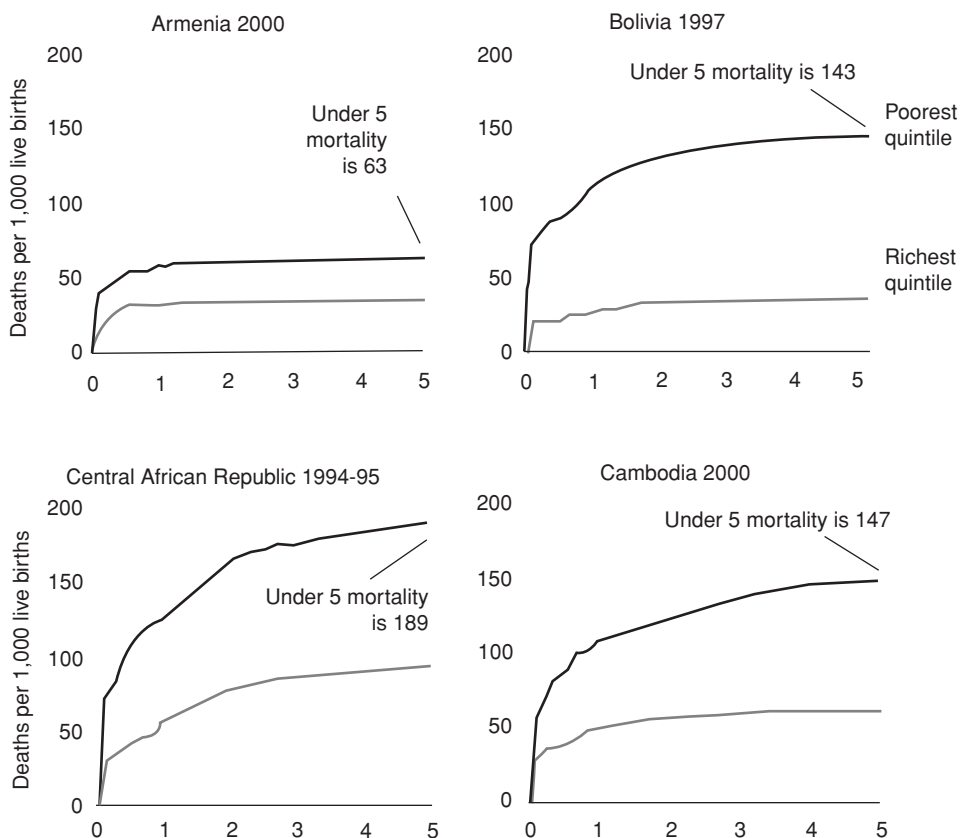 Armenia 2000
Deaths per 1,000 live births
200
150
100
50
0
Under 5
mortality
is 63
0 1 2 3 4 5
Bolivia 1997
200
150
100
50
0
Under 5 mortality is 143
Poorest
quintile
Richest
quintile
0 1 2 3 4 5
Central African Republic 1994-95
Deaths per 1,000 live births
200
150
100
50
0
Under 5 mortality
is 189
0 1 2 3 4 5
Cambodia 2000
200
150
100
50
0
Under 5 mortality is 147
0 1 2 3 4 5